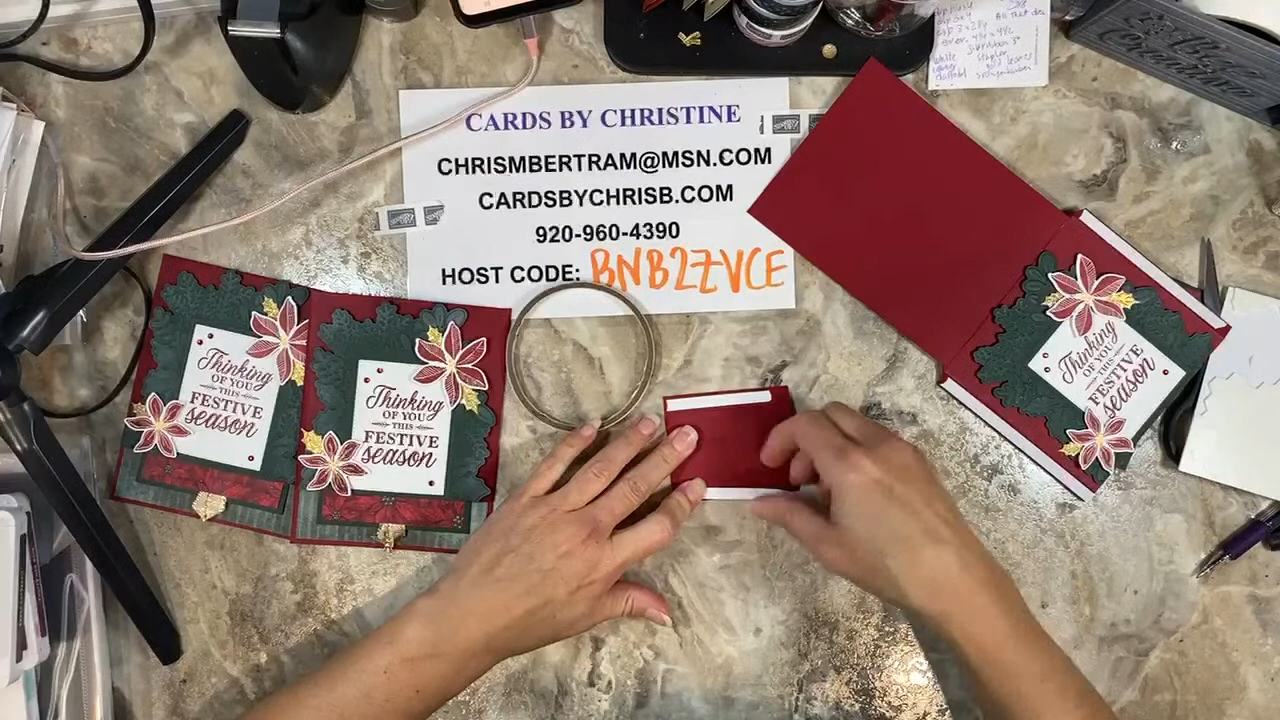 CARDS BY CHRISTINE
CHRISMBERTRAM@MSN.COM
CARDSBYCHRISB.COM
920-960-4390
HOST CODE: BNB2ZVCE
Thinking
OF YOU
THIS
FESTIVE
season
Thinking
OF YOU
THIS
FESTIVE
season
Thinking
OF YOU
THIS
FESTIVE
season